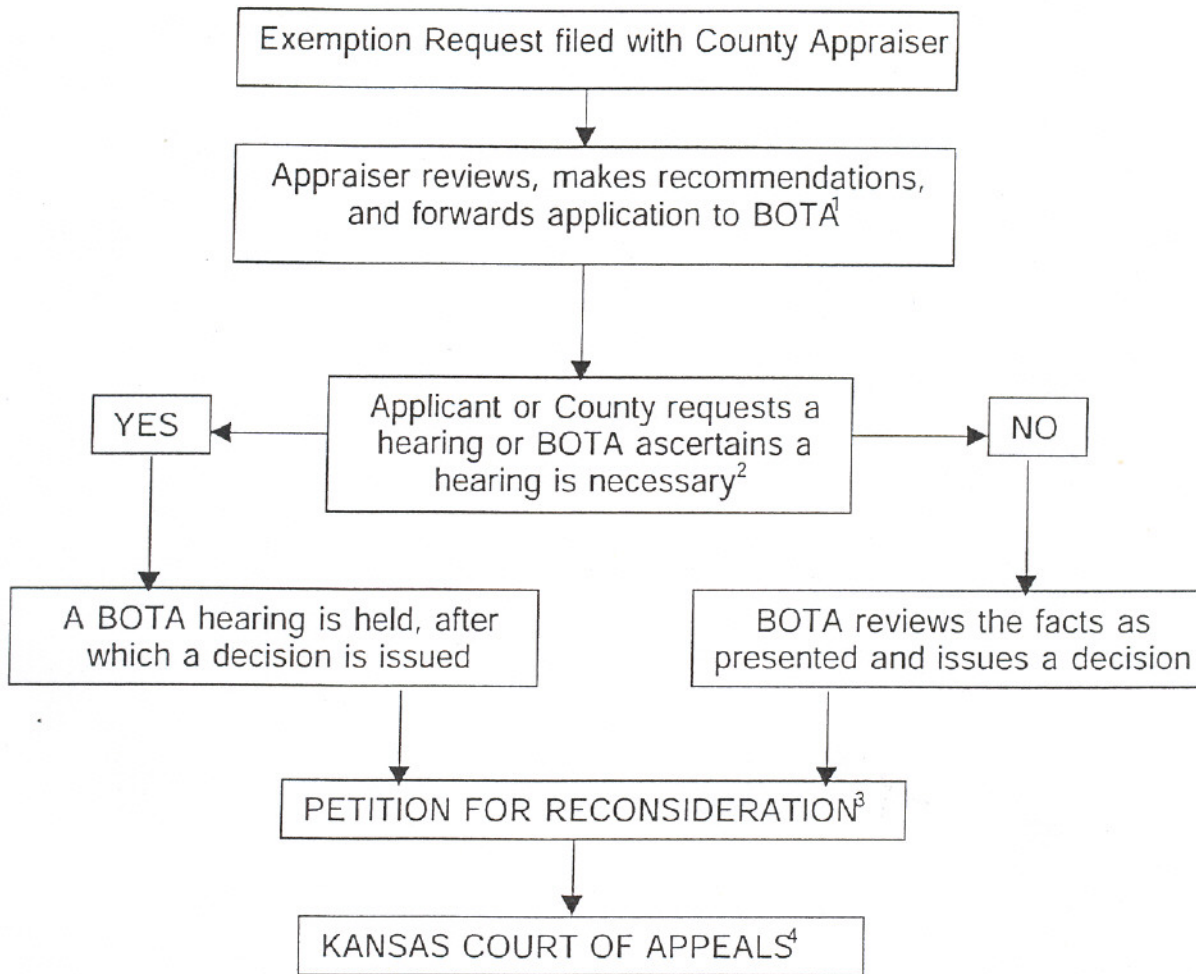 Exemption Request filed with County Appraiser
Appraiser reviews, makes recommendations,
and forwards application to BOTA¹
YES
Applicant or County requests a
hearing or BOTA ascertains a
hearing is necessary²
NO
A BOTA hearing is held, after
which a decision is issued
BOTA reviews the facts as
presented and issues a decision
PETITION FOR RECONSIDERATION³
KANSAS COURT OF APPEALS⁴